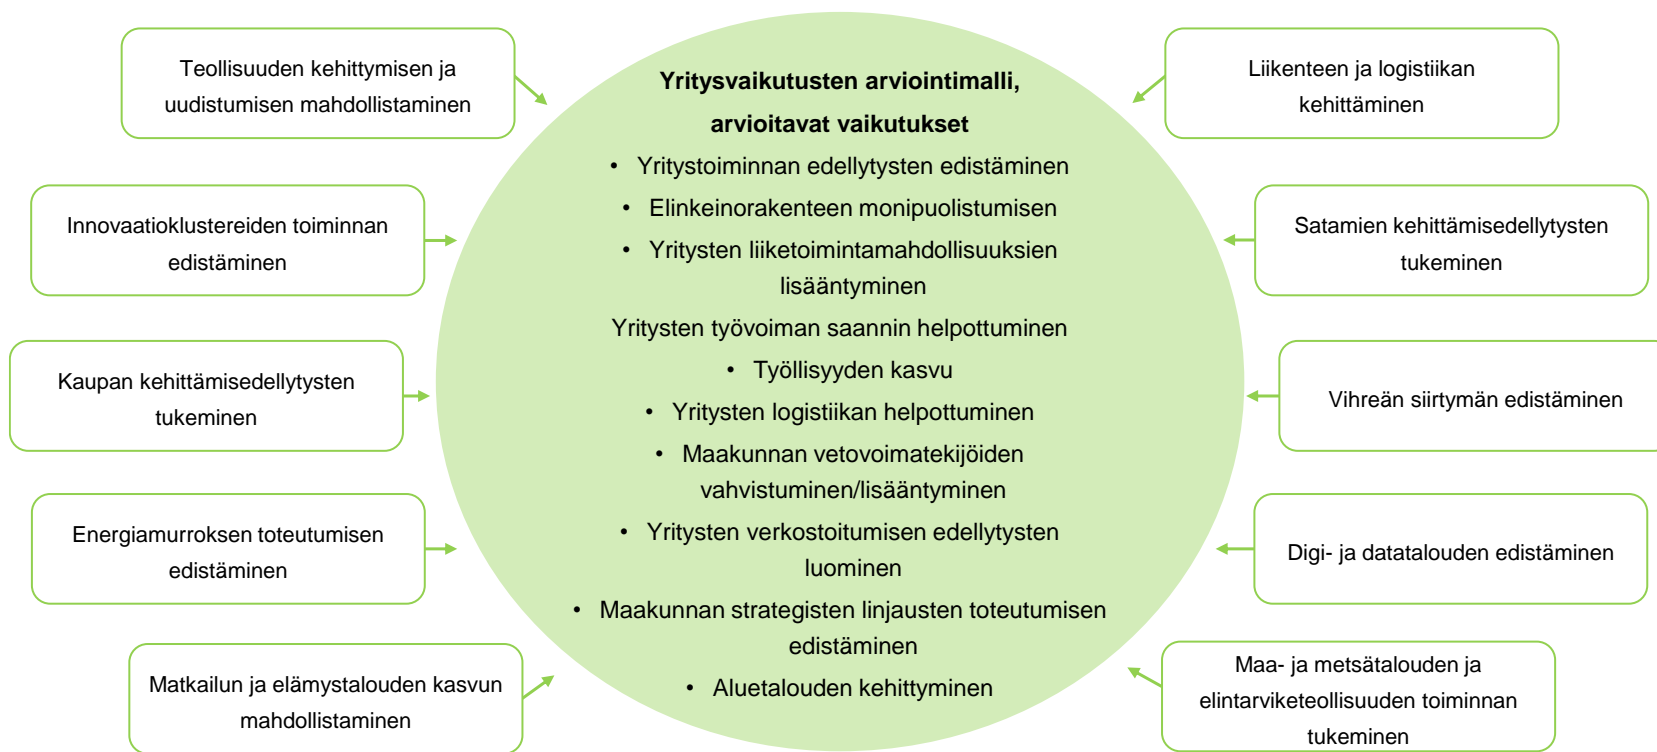 Teollisuuden kehittymisen ja
uudistumisen mahdollistaminen
Innovaatioklustereiden toiminnan
edistäminen
Kaupan kehittämisedellytysten
tukeminen
Energiamurroksen toteutumisen
edistäminen
Matkailun ja elämystalouden kasvun
mahdollistaminen
Yritysvaikutusten arviointimalli,
arvioitavat vaikutukset
• Yritystoiminnan edellytysten edistäminen
• Elinkeinorakenteen monipuolistumisen
• Yritysten liiketoimintamahdollisuuksien
lisääntyminen
Yritysten työvoiman saannin helpottuminen
• Työllisyyden kasvu
• Yritysten logistiikan helpottuminen
• Maakunnan vetovoimatekijöiden
vahvistuminen/lisääntyminen
• Yritysten verkostoitumisen edellytysten
luominen
• Maakunnan strategisten linjausten toteutumisen
edistäminen
• Aluetalouden kehittyminen
Liikenteen ja logistiikan
kehittäminen
Satamien kehittämisedellytysten
tukeminen
Vihreän siirtymän edistäminen
Digi- ja datatalouden edistäminen
Maa- ja metsätalouden ja
elintarviketeollisuuden toiminnan
tukeminen